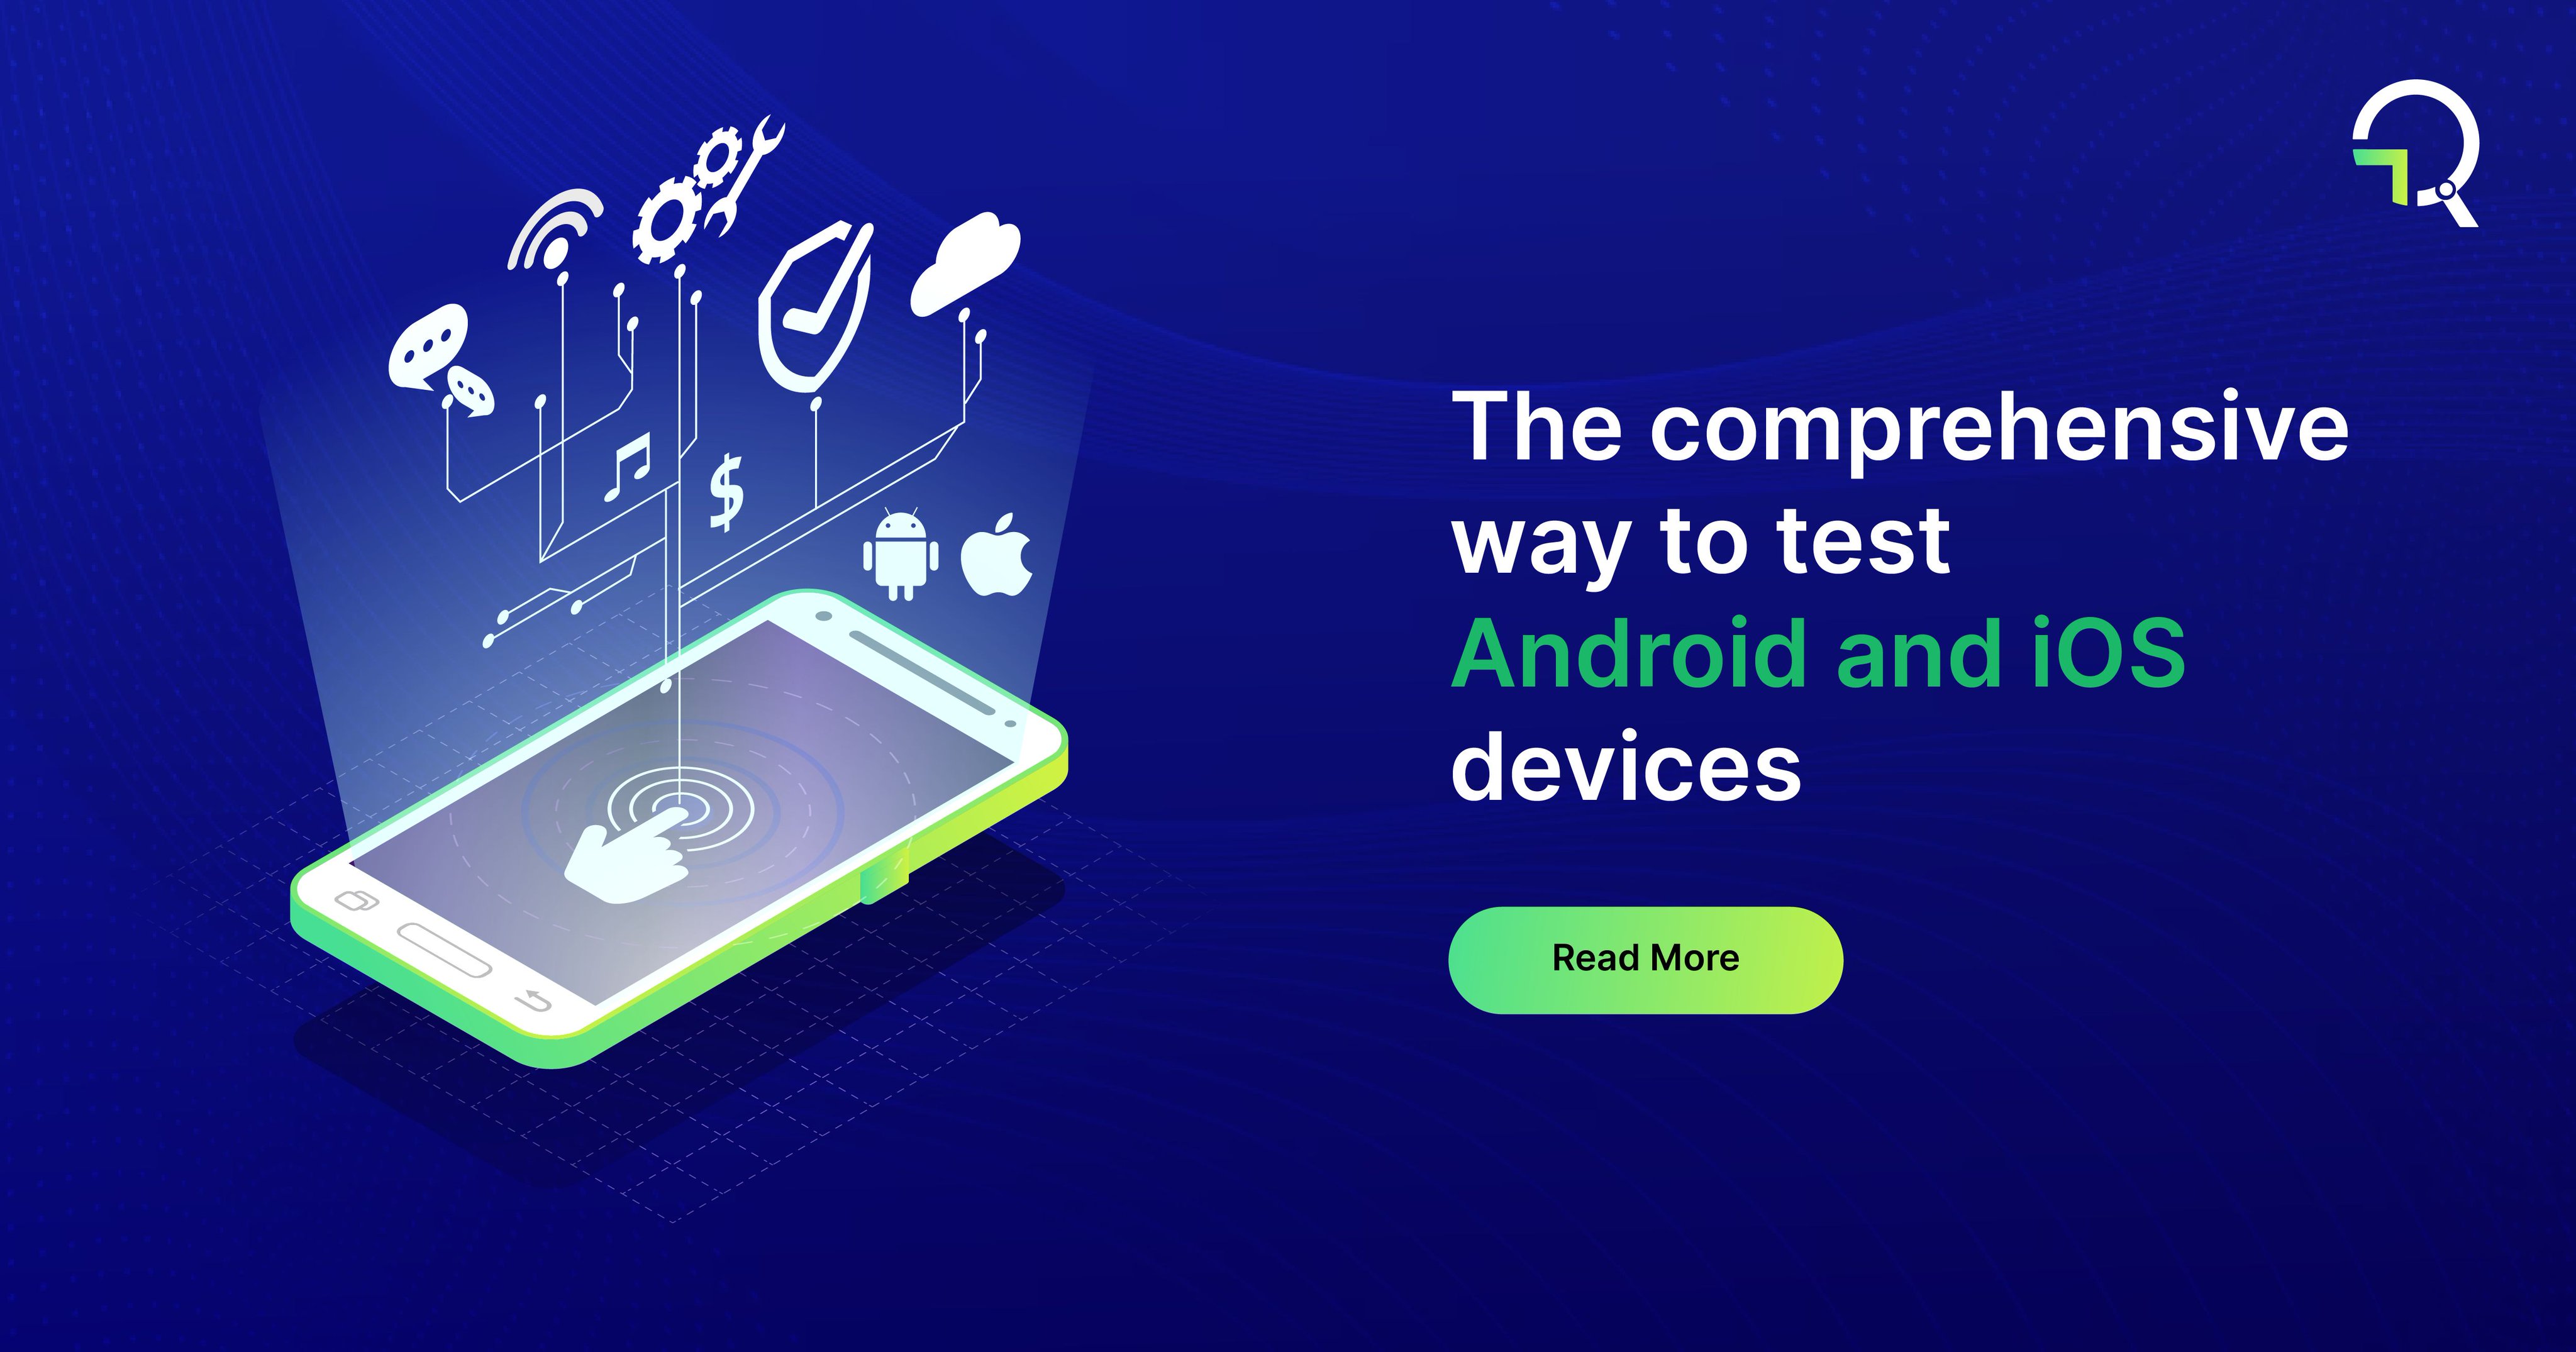 The comprehensive
way to test
Android and iOS
devices
Read More